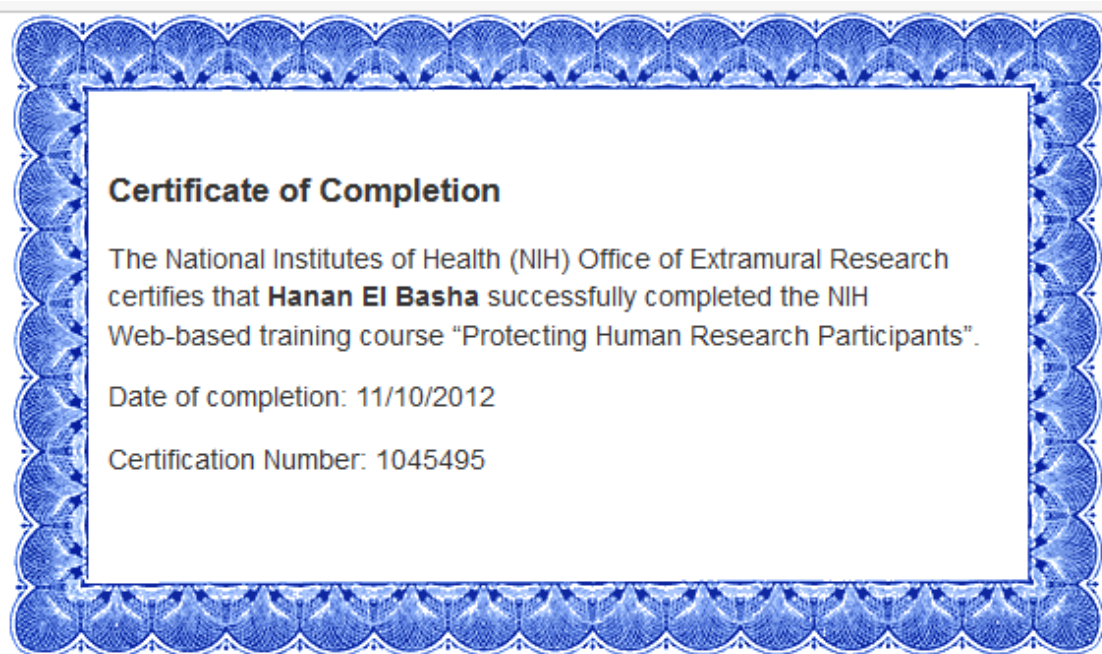 Certificate of Completion
The National Institutes of Health (NIH) Office of Extramural Research
certifies that Hanan El Basha successfully completed the NIH
Web-based training course “Protecting Human Research Participants”.
Date of completion: 11/10/2012
Certification Number: 1045495